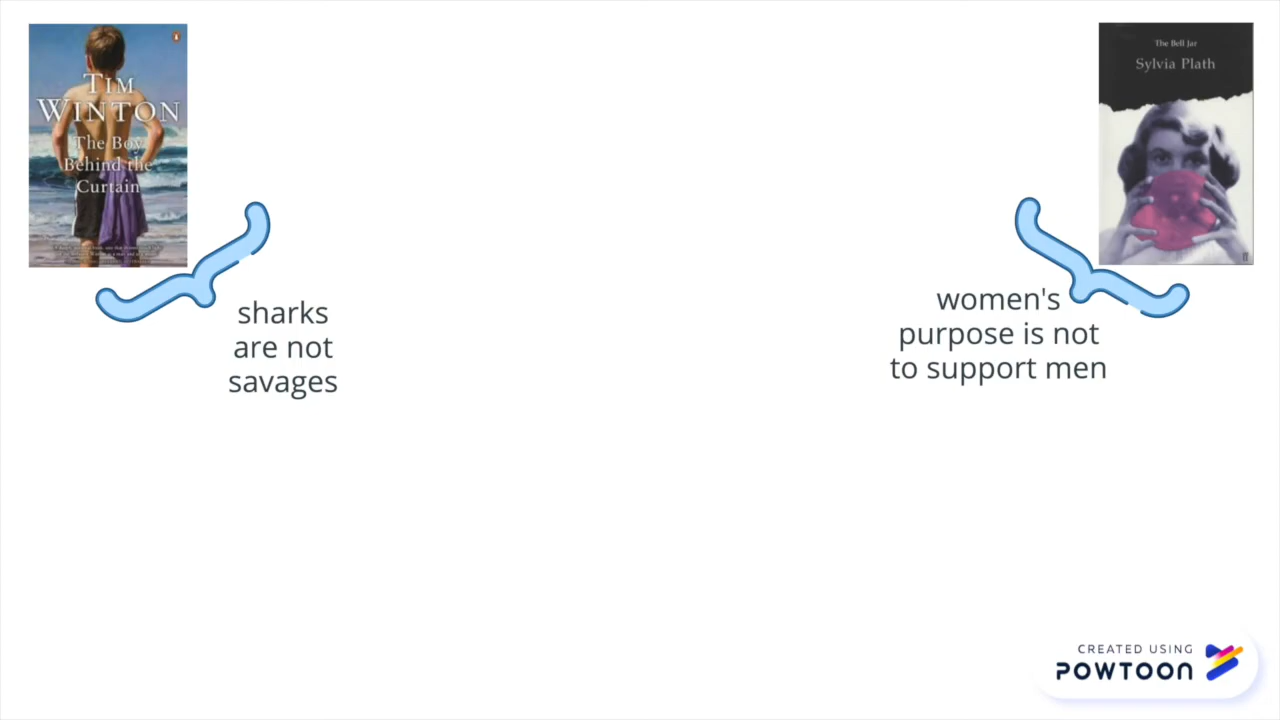 TIM
WINTON
The Boy
Behind the
Curtain
The Bell Jar
Sylvia Plath
sharks
are not
savages
women's
purpose is not
to support men
CREATED USING
POWTOON